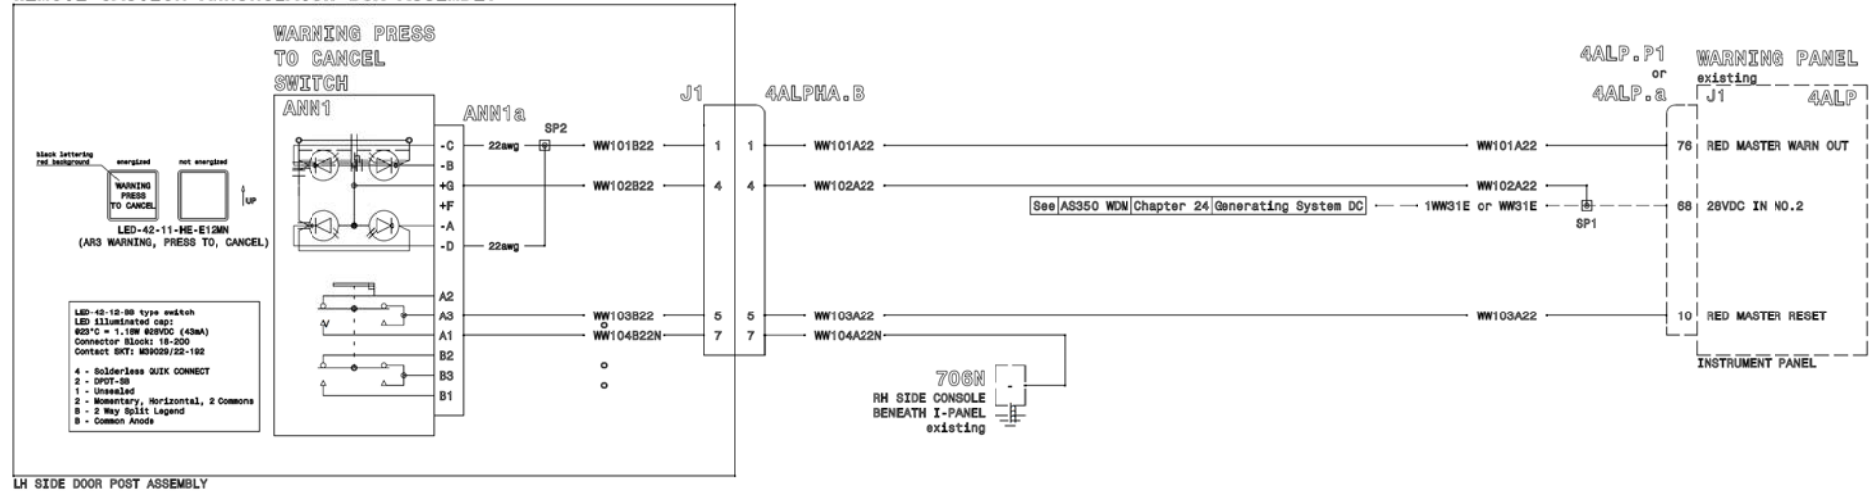 WARNING PRESS
TO CANCEL
SWITCH
ANN1
ANN1a
J1
4ALPHA.B
4ALP.P1
or
4ALP.a
WARNING PANEL
existing
J1
4ALP
black lettering
red background
energized
not energized
WARNING
PRESS
TO CANCEL
UP
LED-42-11-HE-E12MN
(AR3 WARNING, PRESS TO, CANCEL)
LED-42-12-BB type switch
LED illuminated cap:
@23°C = 1.18W @28VDC (43mA)
Connector Block: 18-200
Contact SKT: M39029/22-192
4 - Solderless QUIK CONNECT
2 - DPDT-SB
1 - Unsealed
2 - Momentary, Horizontal, 2 Commons
B - 2 Way Split Legend
B - Common Anode
-C
-B
+G
+F
-A
-D
A2
A3
A1
B2
B3
B1
22awg
SP2
22awg
WW101B22
1
1
WW101A22
WW101A22
76
RED MASTER WARN OUT
WW102B22
4
4
WW102A22
WW102A22
See AS350 WDM Chapter 24 Generating System DC
1WW31E or WW31E
SP1
68
28VDC IN NO.2
WW103B22
5
5
WW103A22
WW103A22
10
RED MASTER RESET
WW104B22N
7
7
WW104A22N
706N
RH SIDE CONSOLE
BENEATH I-PANEL
existing
INSTRUMENT PANEL
LH SIDE DOOR POST ASSEMBLY